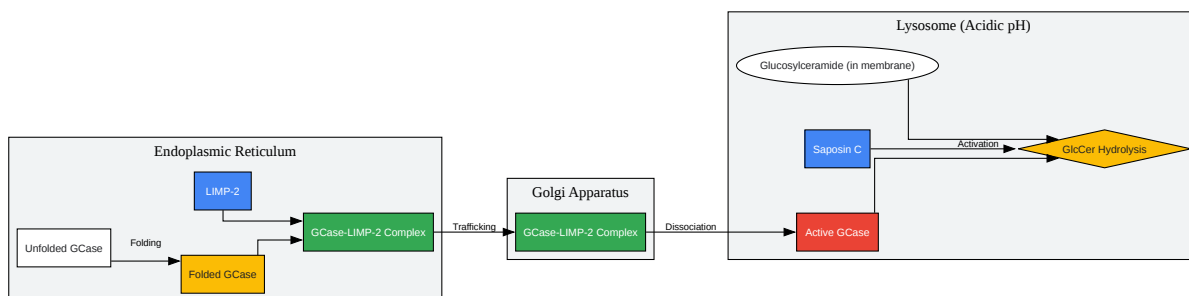 Lysosome (Acidic pH)
Glucosylceramide (in membrane)
Saposin C
Activation
GlcCer Hydrolysis
Active GCase
Endoplasmic Reticulum
LIMP-2
Unfolded GCase
Folding
Folded GCase
GCase-LIMP-2 Complex
Trafficking
Golgi Apparatus
GCase-LIMP-2 Complex
Dissociation